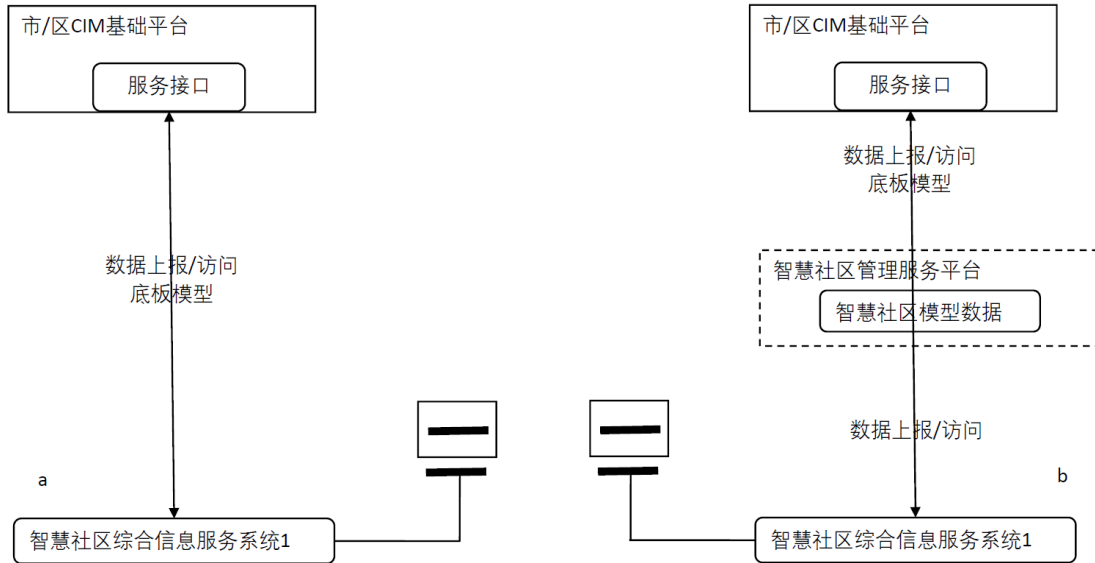 市/区CIM基础平台
服务接口
数据上报/访问
底板模型
a
智慧社区综合信息服务系统1
市/区CIM基础平台
服务接口
数据上报/访问
底板模型
智慧社区管理服务平台
智慧社区模型数据
数据上报/访问
b
智慧社区综合信息服务系统1